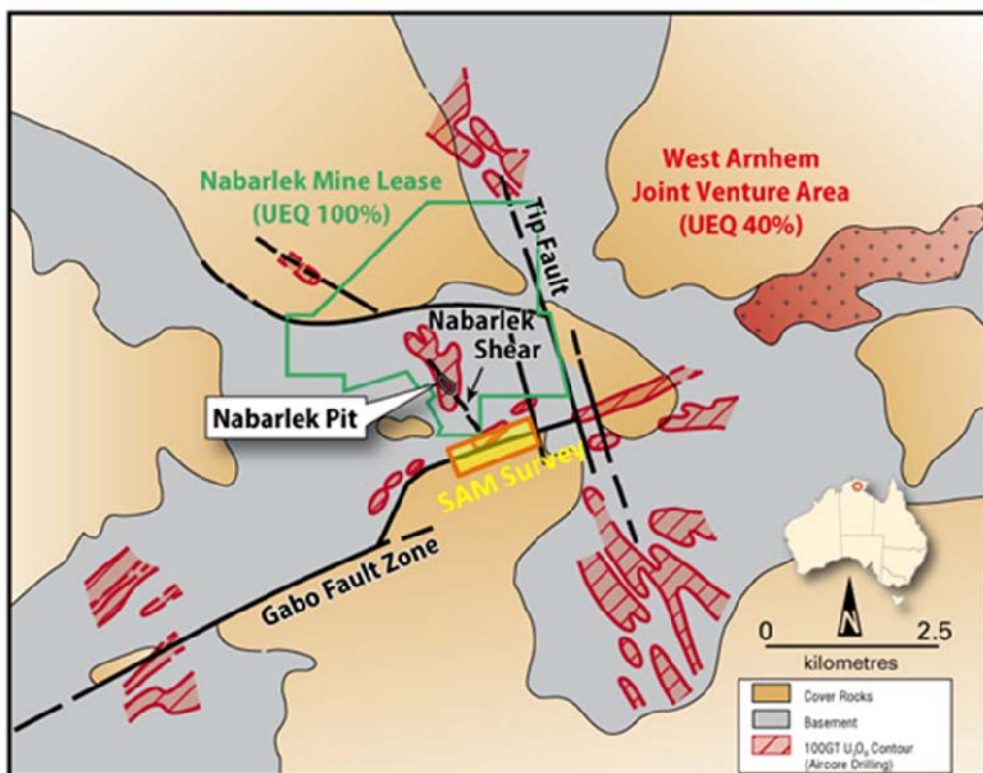 Nabarlek Mine Lease
(UEQ 100%)
West Arnhem
Joint Venture Area
(UEQ 40%)
Tip Fault
Nabarlek
Shear
Nabarlek Pit
SAM Survey
Gabo Fault Zone
N
0 2.5
kilometres
Cover Rocks
Basement
100GT U₃O₈ Contour
(Aircore Drilling)